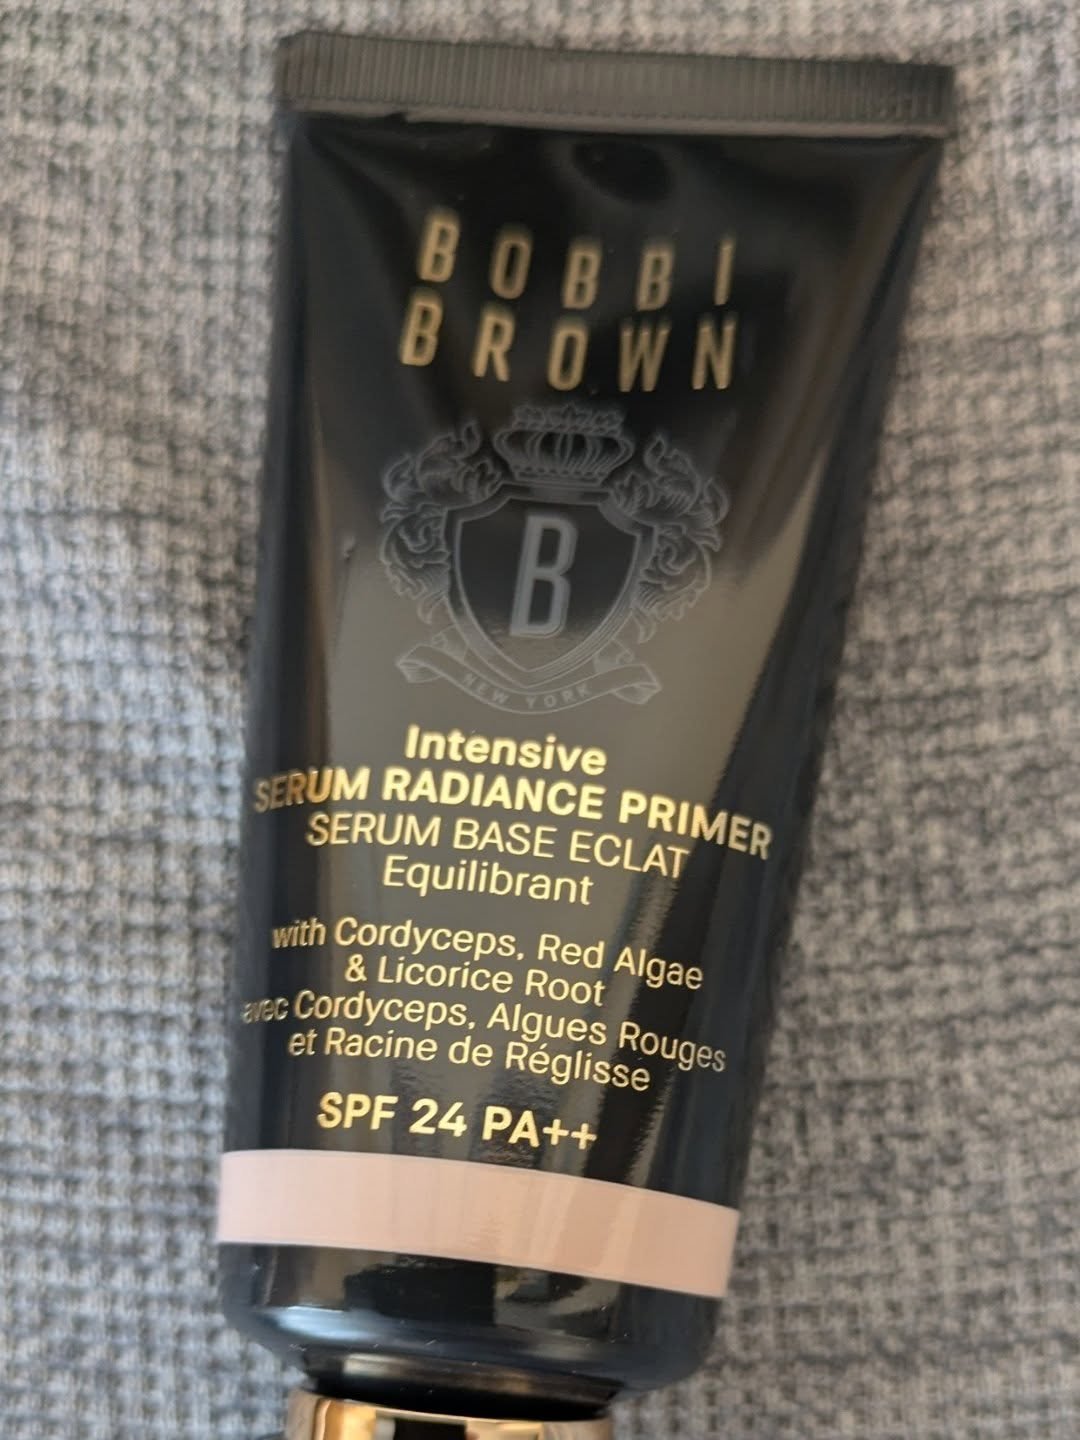 BOBBI
BROWN
B
NEW YORK
Intensive
SERUM RADIANCE PRIMER
SERUM BASE ECLAT
Equilibrant
with Cordyceps, Red Algae
& Licorice Root
avec Cordyceps, Algues Rouges
et Racine de Réglisse
SPF 24 PA++